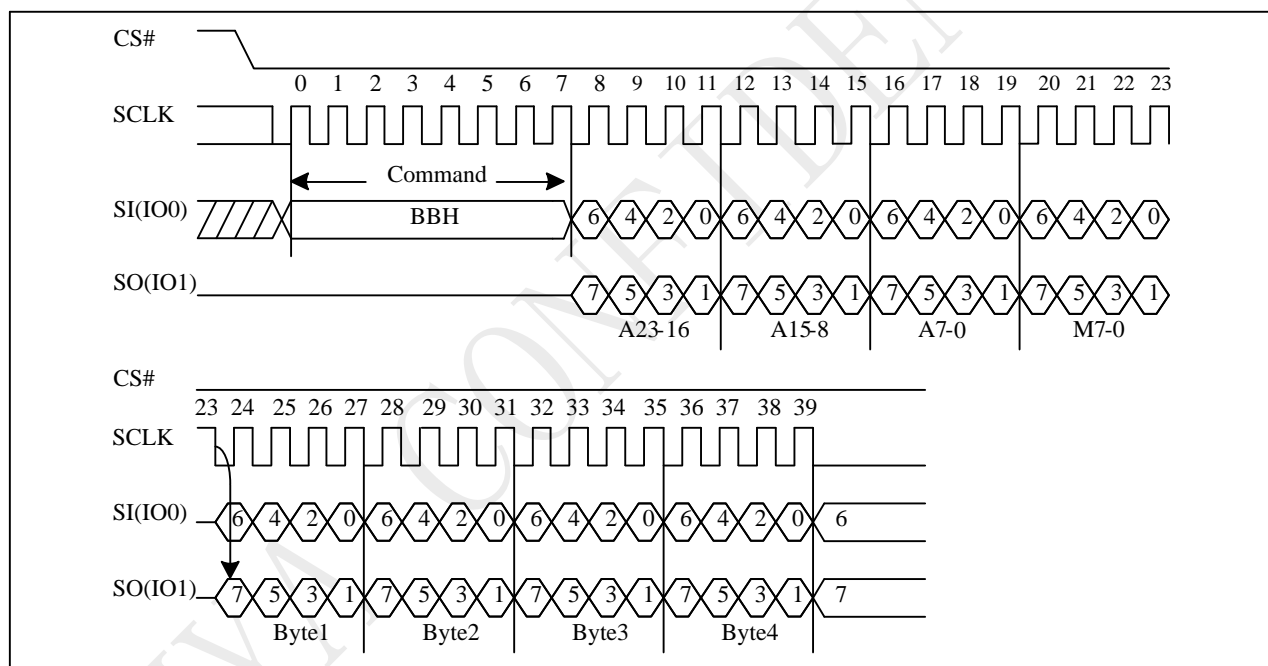 CS#
0 1 2 3 4 5 6 7 8 9 10 11 12 13 14 15 16 17 18 19 20 21 22 23
SCLK
Command
SI(IO0) BBH 6 4 2 0 6 4 2 0 6 4 2 0 6 4 2 0
SO(IO1) 7 5 3 1 7 5 3 1 7 5 3 1 7 5 3 1
A23-16 A15-8 A7-0 M7-0
CS#
23 24 25 26 27 28 29 30 31 32 33 34 35 36 37 38 39
SCLK
SI(IO0) 6 4 2 0 6 4 2 0 6 4 2 0 6 4 2 0 6
SO(IO1) 7 5 3 1 7 5 3 1 7 5 3 1 7 5 3 1 7
Byte1 Byte2 Byte3 Byte4